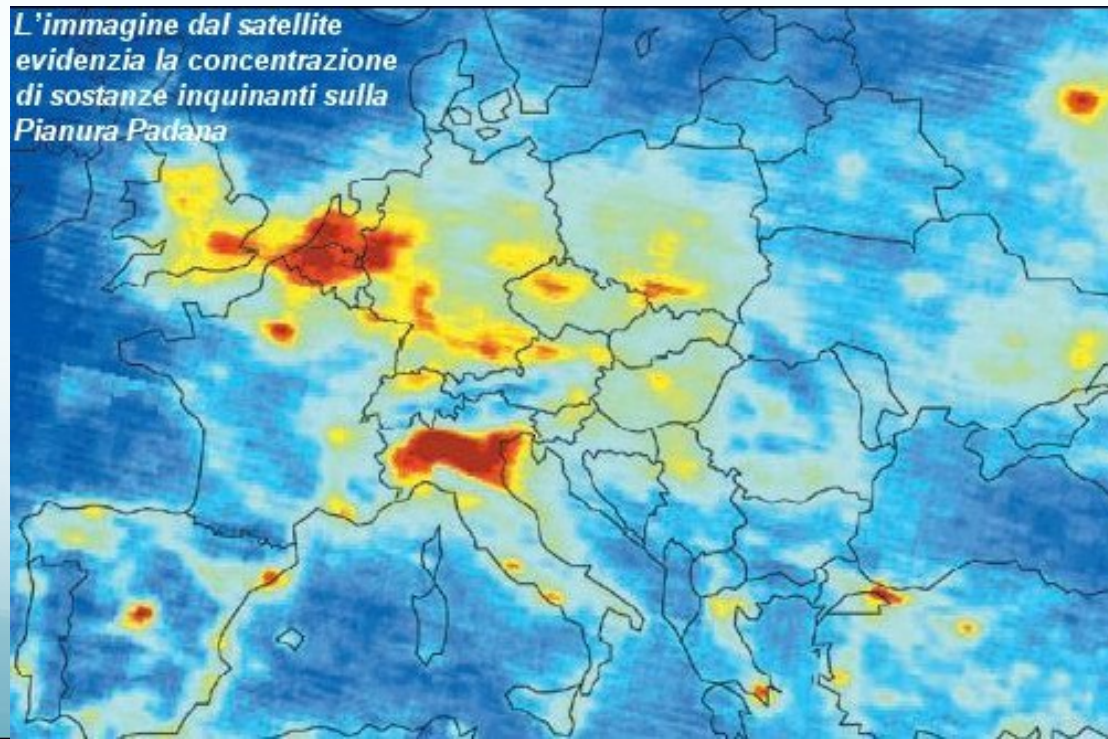 L'immagine dal satellite
evidenzia la concentrazione
di sostanze inquinanti sulla
Pianura Padana